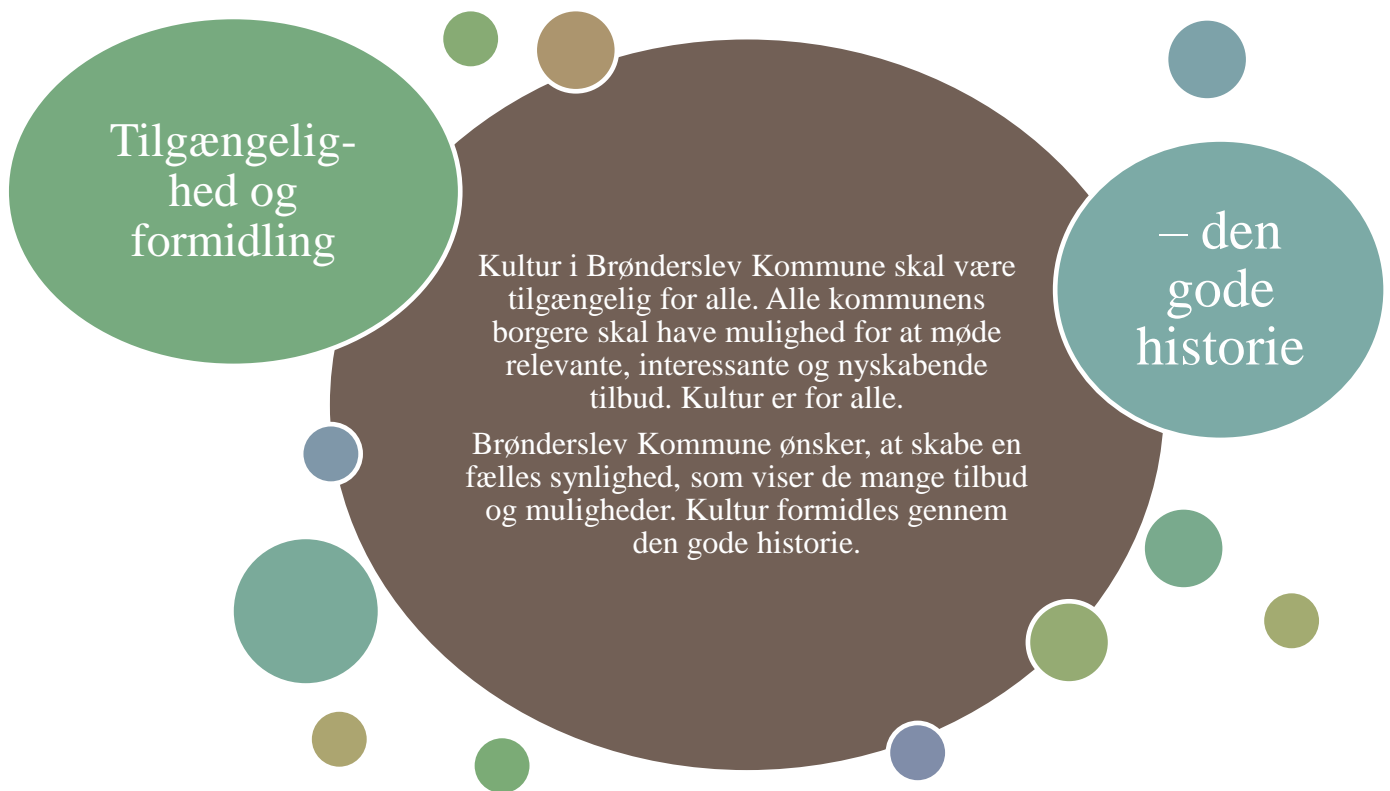 Tilgængelig-
hed og
formidling
Kultur i Brønderslev Kommune skal være
tilgængelig for alle. Alle kommunens
borgere skal have mulighed for at møde
relevante, interessante og nyskabende
tilbud. Kultur er for alle.
Brønderslev Kommune ønsker, at skabe en
fælles synlighed, som viser de mange tilbud
og muligheder. Kultur formidles gennem
den gode historie.
– den
gode
historie